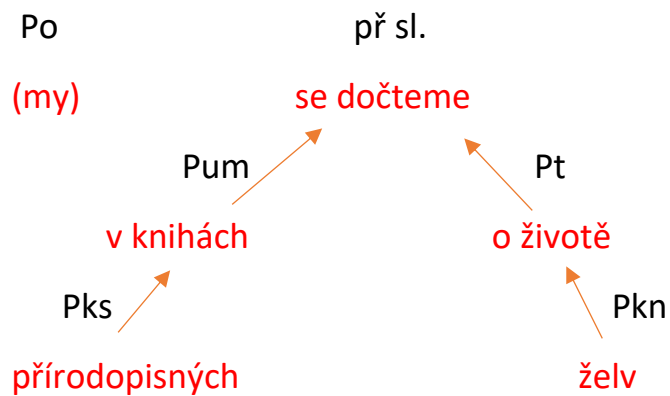 Po př sl.
(my) se dočteme
Pum Pt
v knihách o životě
Pks Pkn
přírodopisných želv